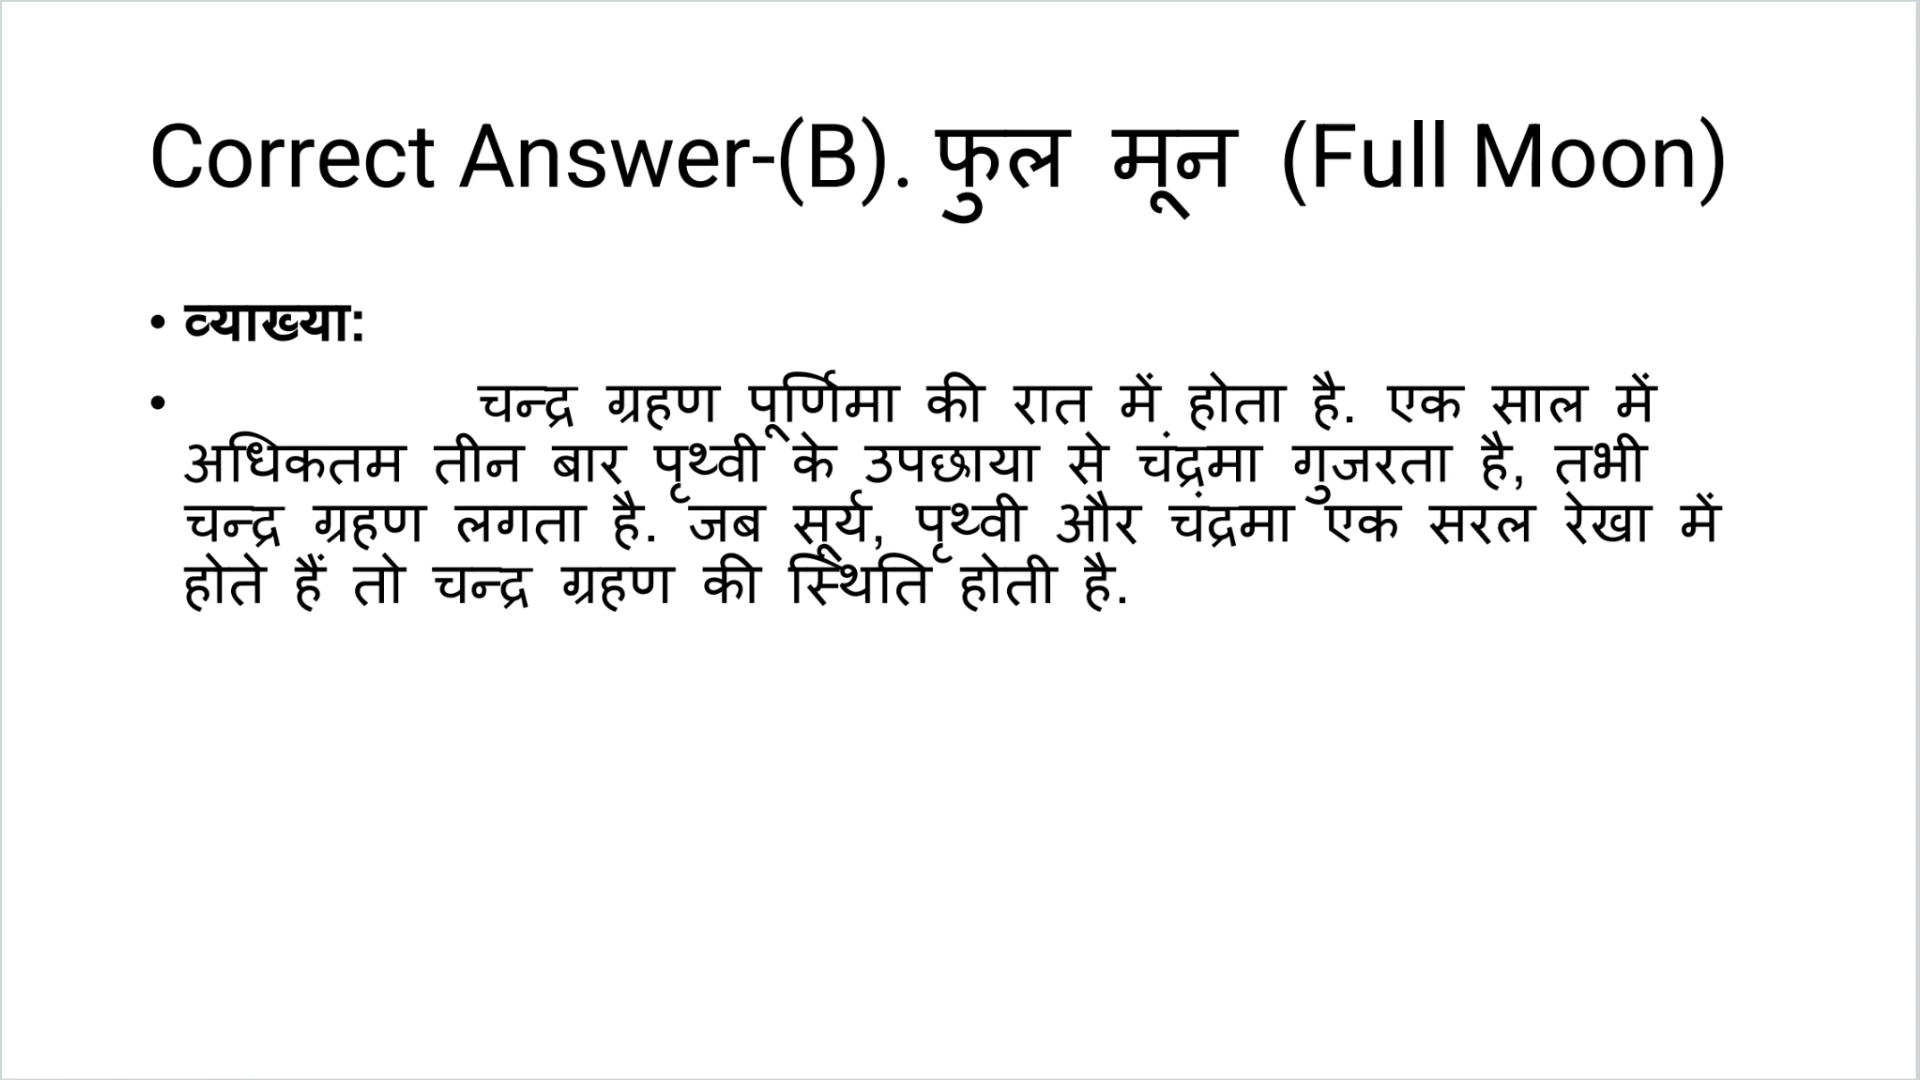 Correct Answer-(B). फुल मून (Full Moon)
• व्याख्या:
• चन्द्र ग्रहण पूर्णिमा की रात में होता है. एक साल में
अधिकतम तीन बार पृथ्वी के उपछाया से चंद्रमा गुजरता है, तभी
चन्द्र ग्रहण लगता है. जब सूर्य, पृथ्वी और चंद्रमा एक सरल रेखा में
होते हैं तो चन्द्र ग्रहण की स्थिति होती है.